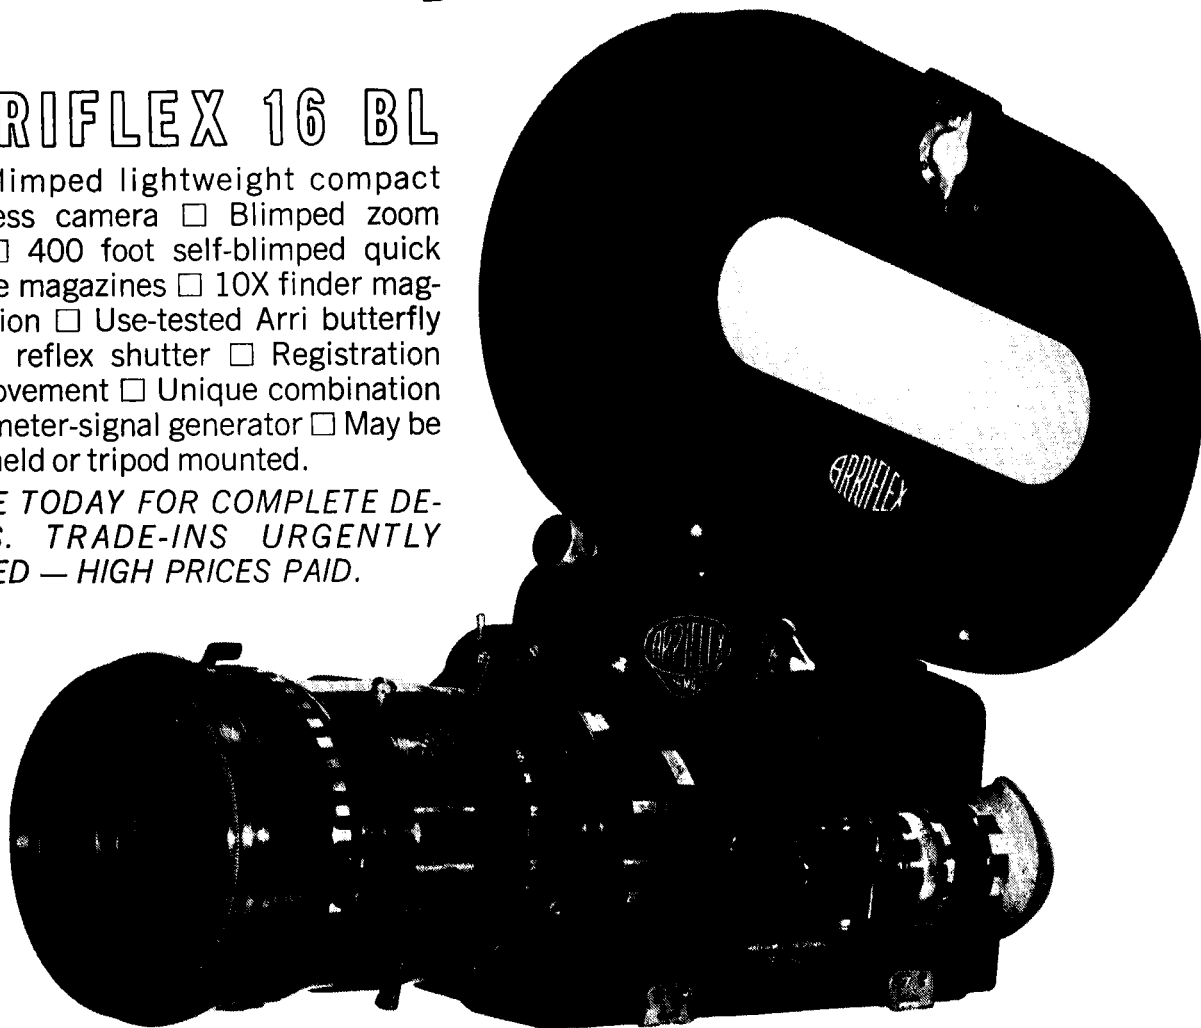 RIFLEX 16 BL
limped lightweight compact
ess camera □ Blimped zoom
□ 400 foot self-blimped quick
e magazines □ 10X finder mag-
ion □ Use-tested Arri butterfly
reflex shutter □ Registration
ovement □ Unique combination
meter-signal generator □ May be
held or tripod mounted.
E TODAY FOR COMPLETE DE-
S. TRADE-INS URGENTLY
ED — HIGH PRICES PAID.
ARRIFLEX
ARRIFLEX